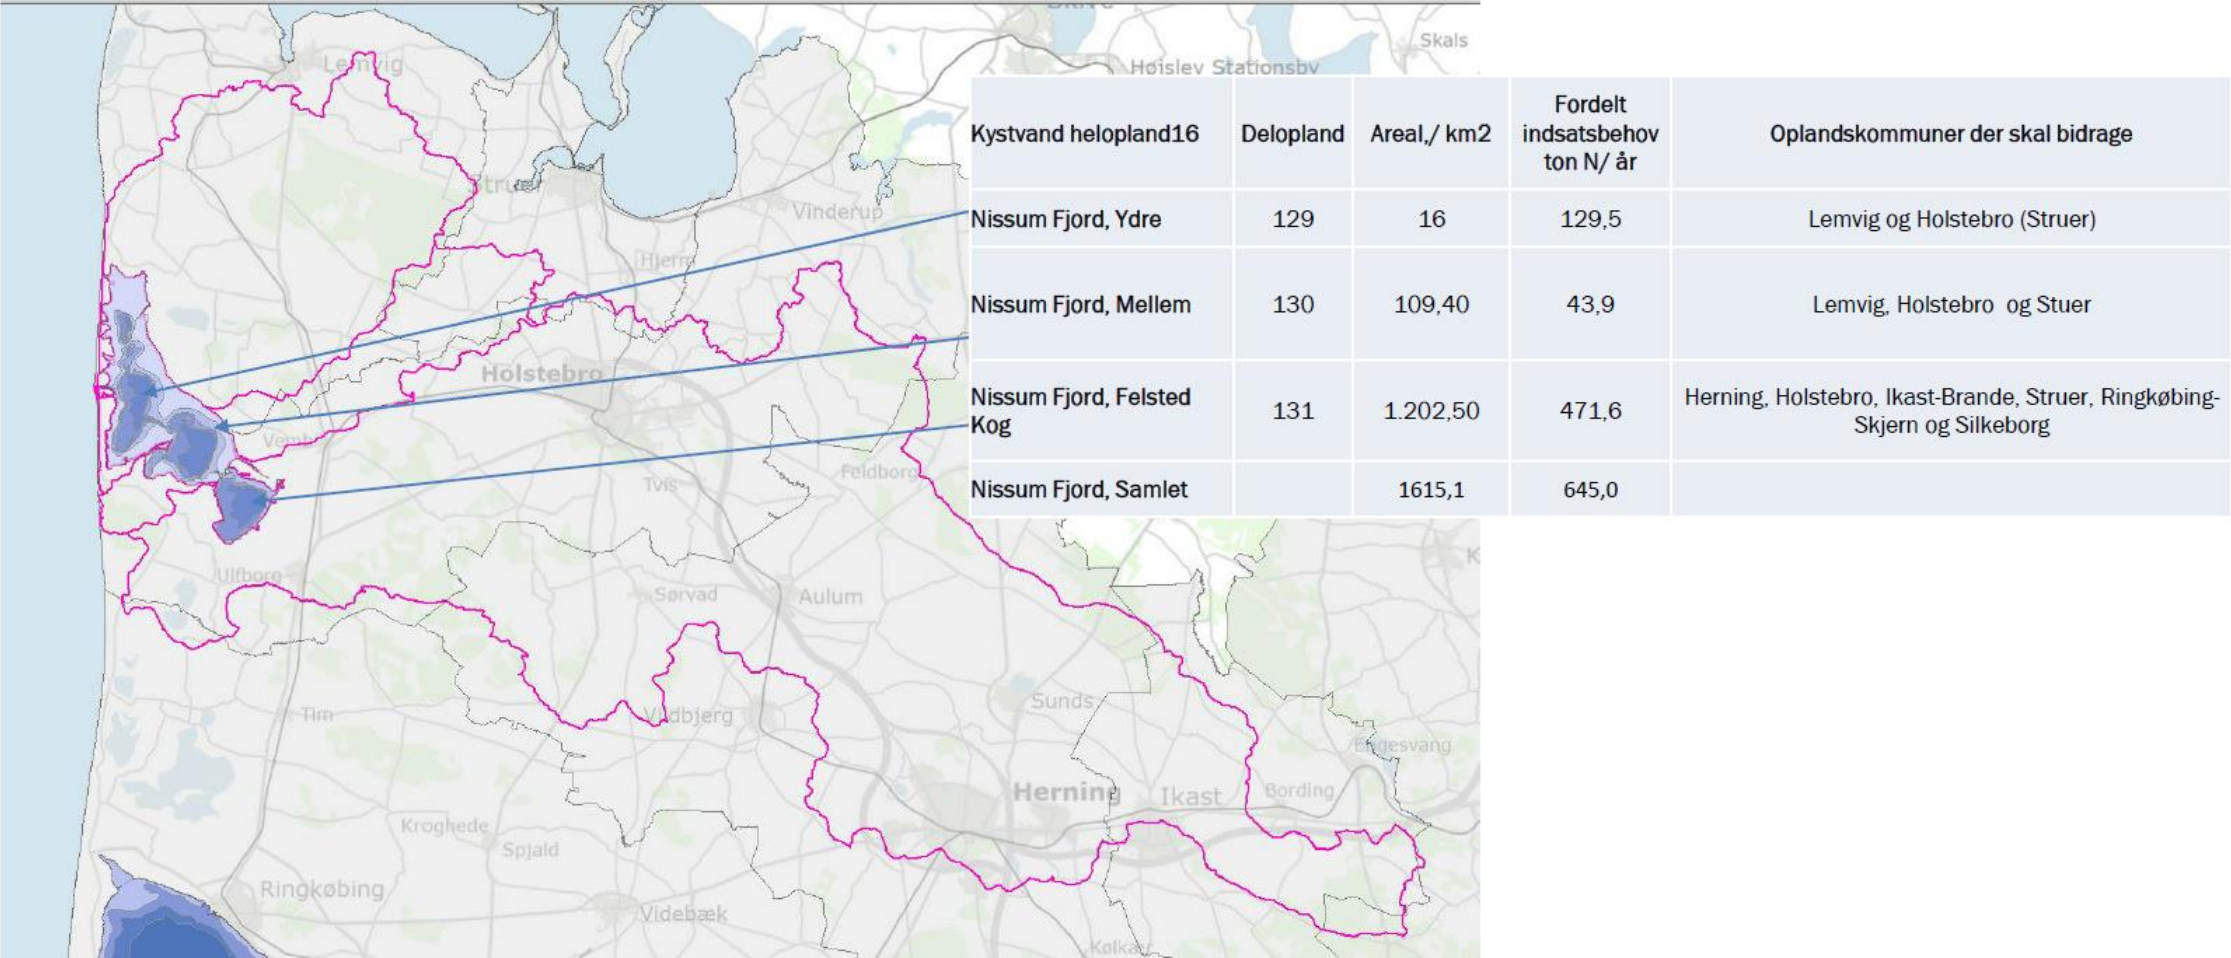 Skals
Lemvig
Høislev Stationsby
Struer
Vinderup
Hjerm
Holstebro
Vemb
Tvis
Feldborg
Ulfborg
Sørvad
Aulum
Sunds
Tim
Vildbjerg
Engesvang
Herning
Ikast
Bording
Kroghede
Spjald
Ringkøbing
Videbæk
Kølkær
K
Kystvand helopland16 Delopland Areal,/ km2 Fordelt
indsatsbehov
ton N/ år Oplandskommuner der skal bidrage
Nissum Fjord, Ydre 129 16 129,5 Lemvig og Holstebro (Struer)
Nissum Fjord, Mellem 130 109,40 43,9 Lemvig, Holstebro og Stuer
Nissum Fjord, Felsted
Kog 131 1.202,50 471,6 Herning, Holstebro, Ikast-Brande, Struer, Ringkøbing-
Skjern og Silkeborg
Nissum Fjord, Samlet 1615,1 645,0